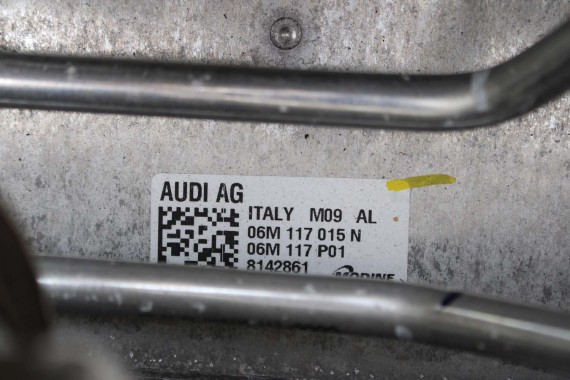 AUDI AG
ITALY M09 AL
06M 117 015 N
06M 117 P01
8142861 MODINE